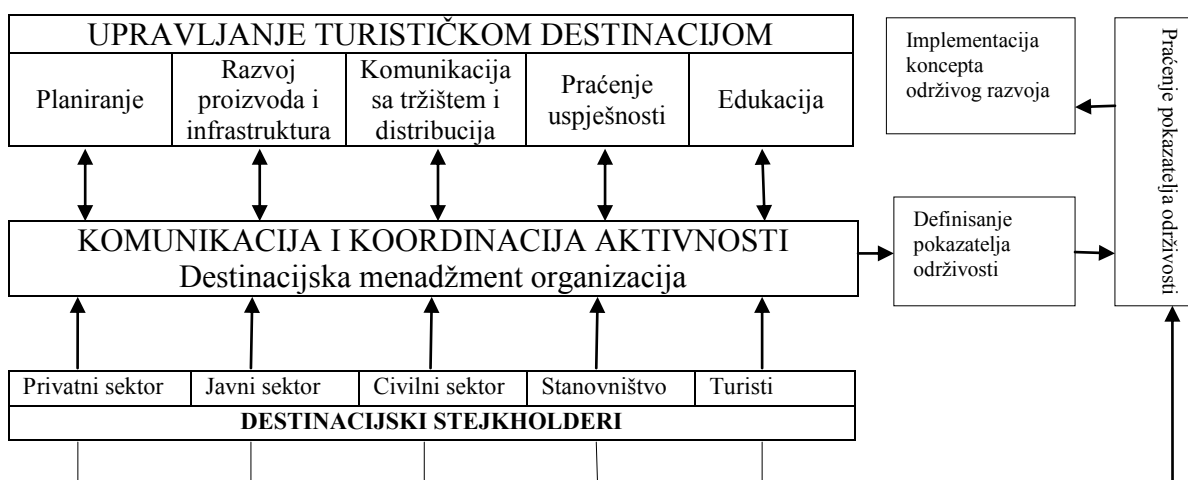 UPRAVLJANJE TURISTIČKOM DESTINACIJOM
Planiranje
Razvoj
proizvoda i
infrastruktura
Komunikacija
sa tržištem i
distribucija
Praćenje
uspješnosti
Edukacija
Implementacija
koncepta
održivog razvoja
Praćenje pokazatelja održivosti
KOMUNIKACIJA I KOORDINACIJA AKTIVNOSTI
Destinacijska menadžment organizacija
Definisanje
pokazatelja
održivosti
Privatni sektor
Javni sektor
Civilni sektor
Stanovništvo
Turisti
DESTINACIJSKI STEJKHOLDERI